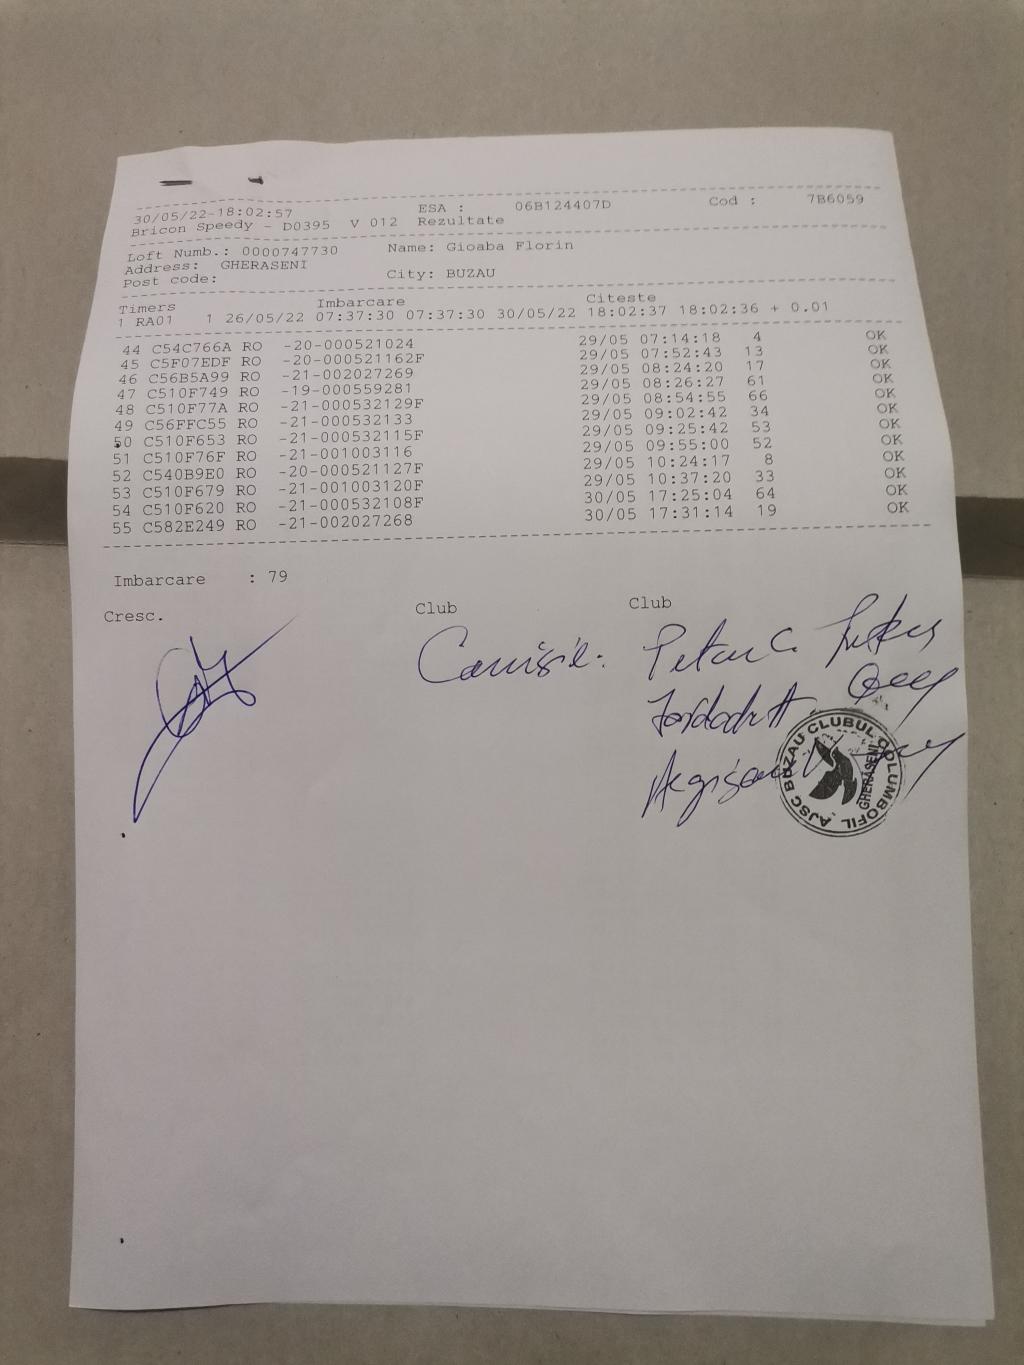 30/05/22-18:02:57 ESA : 06B124407D Cod : 7B6059
Bricon Speedy - D0395 V 012 Rezultate
Loft Numb.: 0000747730 Name: Gioaba Florin
Address: GHERASENI
Post code: City: BUZAU
Timers Imbarcare Citeste
1 RA01 1 26/05/22 07:37:30 07:37:30 30/05/22 18:02:37 18:02:36 + 0.01
44 C54C766A RO -20-000521024 29/05 07:14:18 4 OK
45 C5F07EDF RO -20-000521162F 29/05 07:52:43 13 OK
46 C56B5A99 RO -21-002027269 29/05 08:24:20 17 OK
47 C510F749 RO -19-000559281 29/05 08:26:27 61 OK
48 C510F77A RO -21-000532129F 29/05 08:54:55 66 OK
49 C56FFC55 RO -21-000532133 29/05 09:02:42 34 OK
50 C510F653 RO -21-000532115F 29/05 09:25:42 53 OK
51 C510F76F RO -21-001003116 29/05 09:55:00 52 OK
52 C540B9E0 RO -20-000521127F 29/05 10:24:17 8 OK
53 C510F679 RO -21-001003120F 29/05 10:37:20 33 OK
54 C510F620 RO -21-000532108F 30/05 17:25:04 64 OK
55 C582E249 RO -21-002027268 30/05 17:31:14 19 OK
Imbarcare : 79
Cresc. Club Club
Petcu C.
AJSC BUZAU CLUBUL COLUMBOFIL
GHERASENI